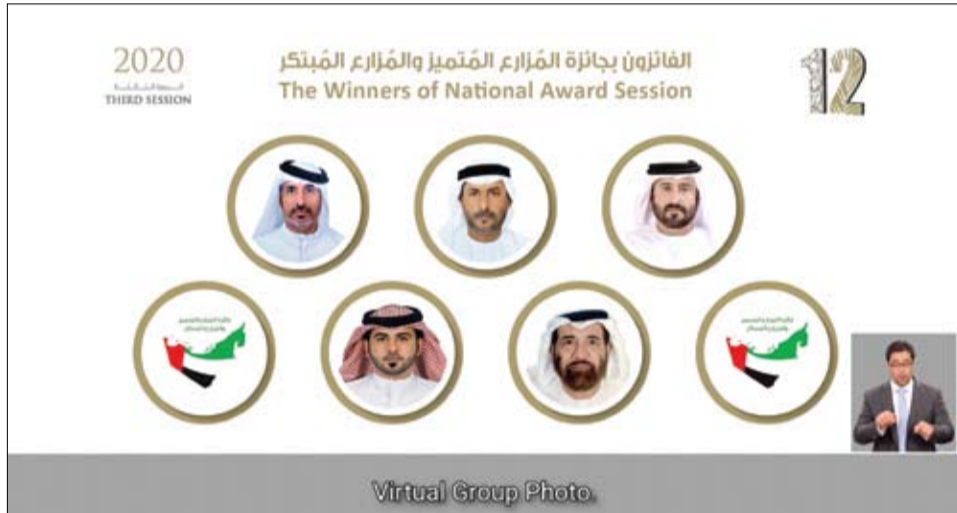 2020
THIRD SESSION
الفائزون بجائزة المُزارع المُتميز والمُزارع المُبتكر
The Winners of National Award Session
12
Virtual Group Photo.